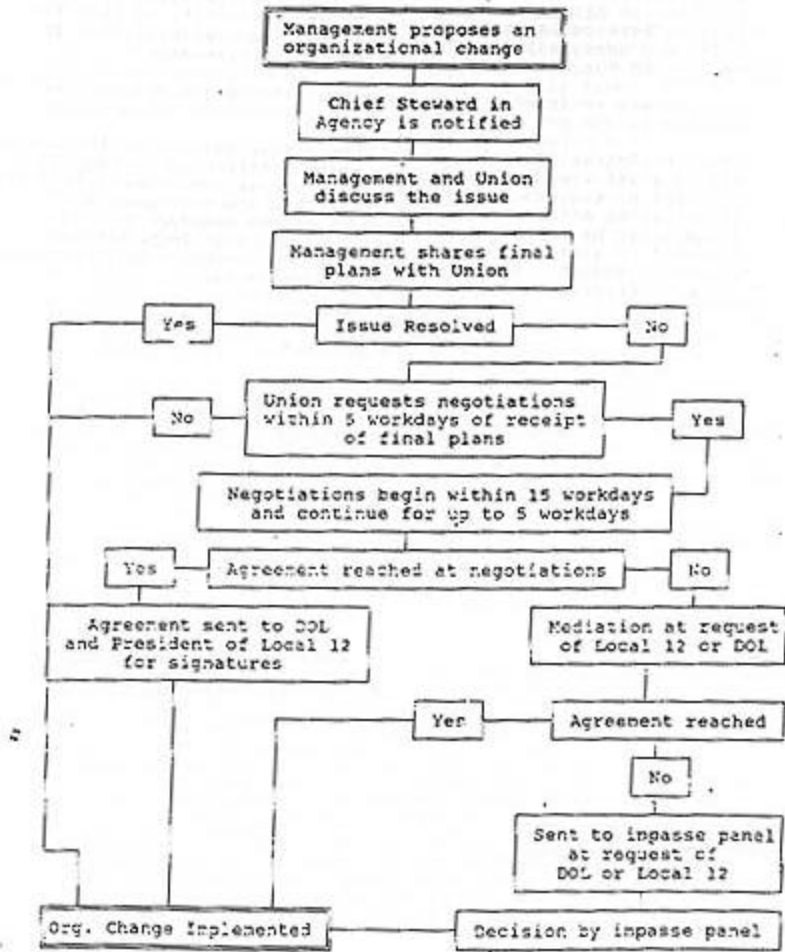 Management proposes an
organizational change
Chief Steward in
Agency is notified
Management and Union
discuss the issue
Management shares final
plans with Union
Yes
Issue Resolved
No
No
Union requests negotiations
within 5 workdays of receipt
of final plans
Yes
Negotiations begin within 15 workdays
and continue for up to 5 workdays
Yes
Agreement reached at negotiations
No
Agreement sent to DOL
and President of Local 12
for signatures
Mediation at request
of Local 12 or DOL
Yes
Agreement reached
No
Sent to impasse panel
at request of
DOL or Local 12
Org. Change Implemented
Decision by impasse panel